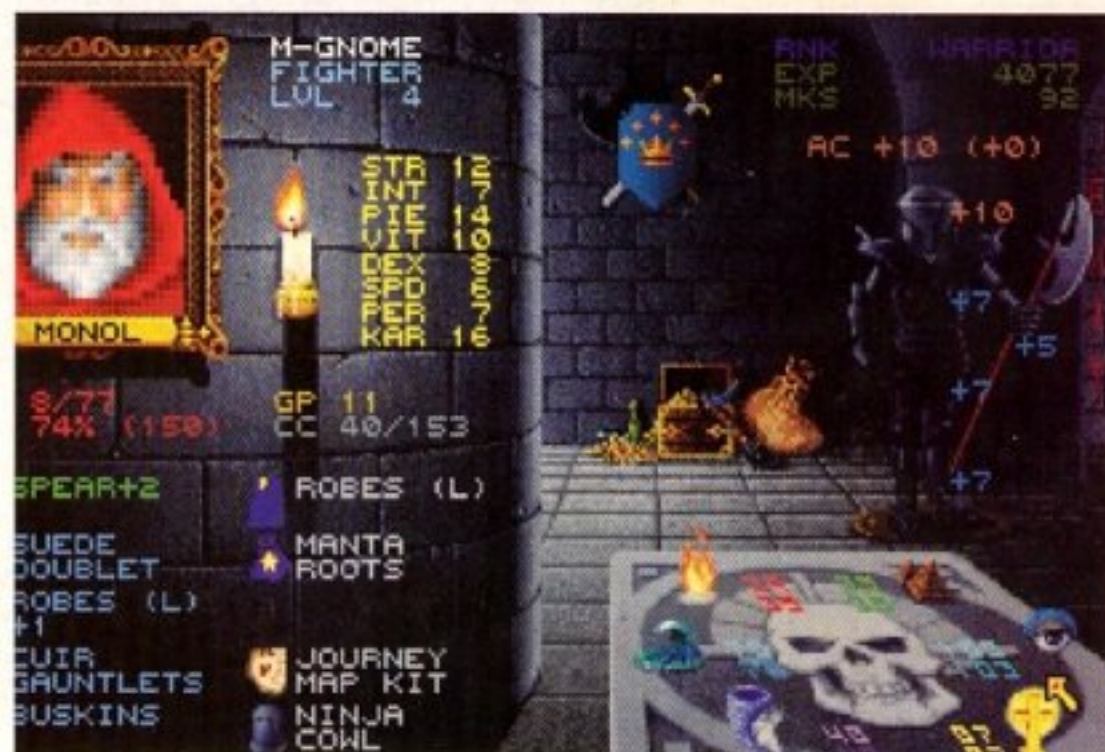 M-GNOME
FIGHTER
LVL 4
RNK WARRIOR
EXP 4077
MKS 92
AC +10 (+0)
STR 12
INT 7
PIE 14
VIT 10
DEX 8
SPD 6
PER 7
KAR 16
+10
+7
+5
+7
+7
MONOL
8/77
74% (150)
GP 11
CC 40/153
SPEAR+2
SUEDE
DOUBLET
ROBES (L)
+1
CUIR
GAUNTLETS
BUSKINS
ROBES (L)
MANTA
ROOTS
JOURNEY
MAP KIT
NINJA
COWL